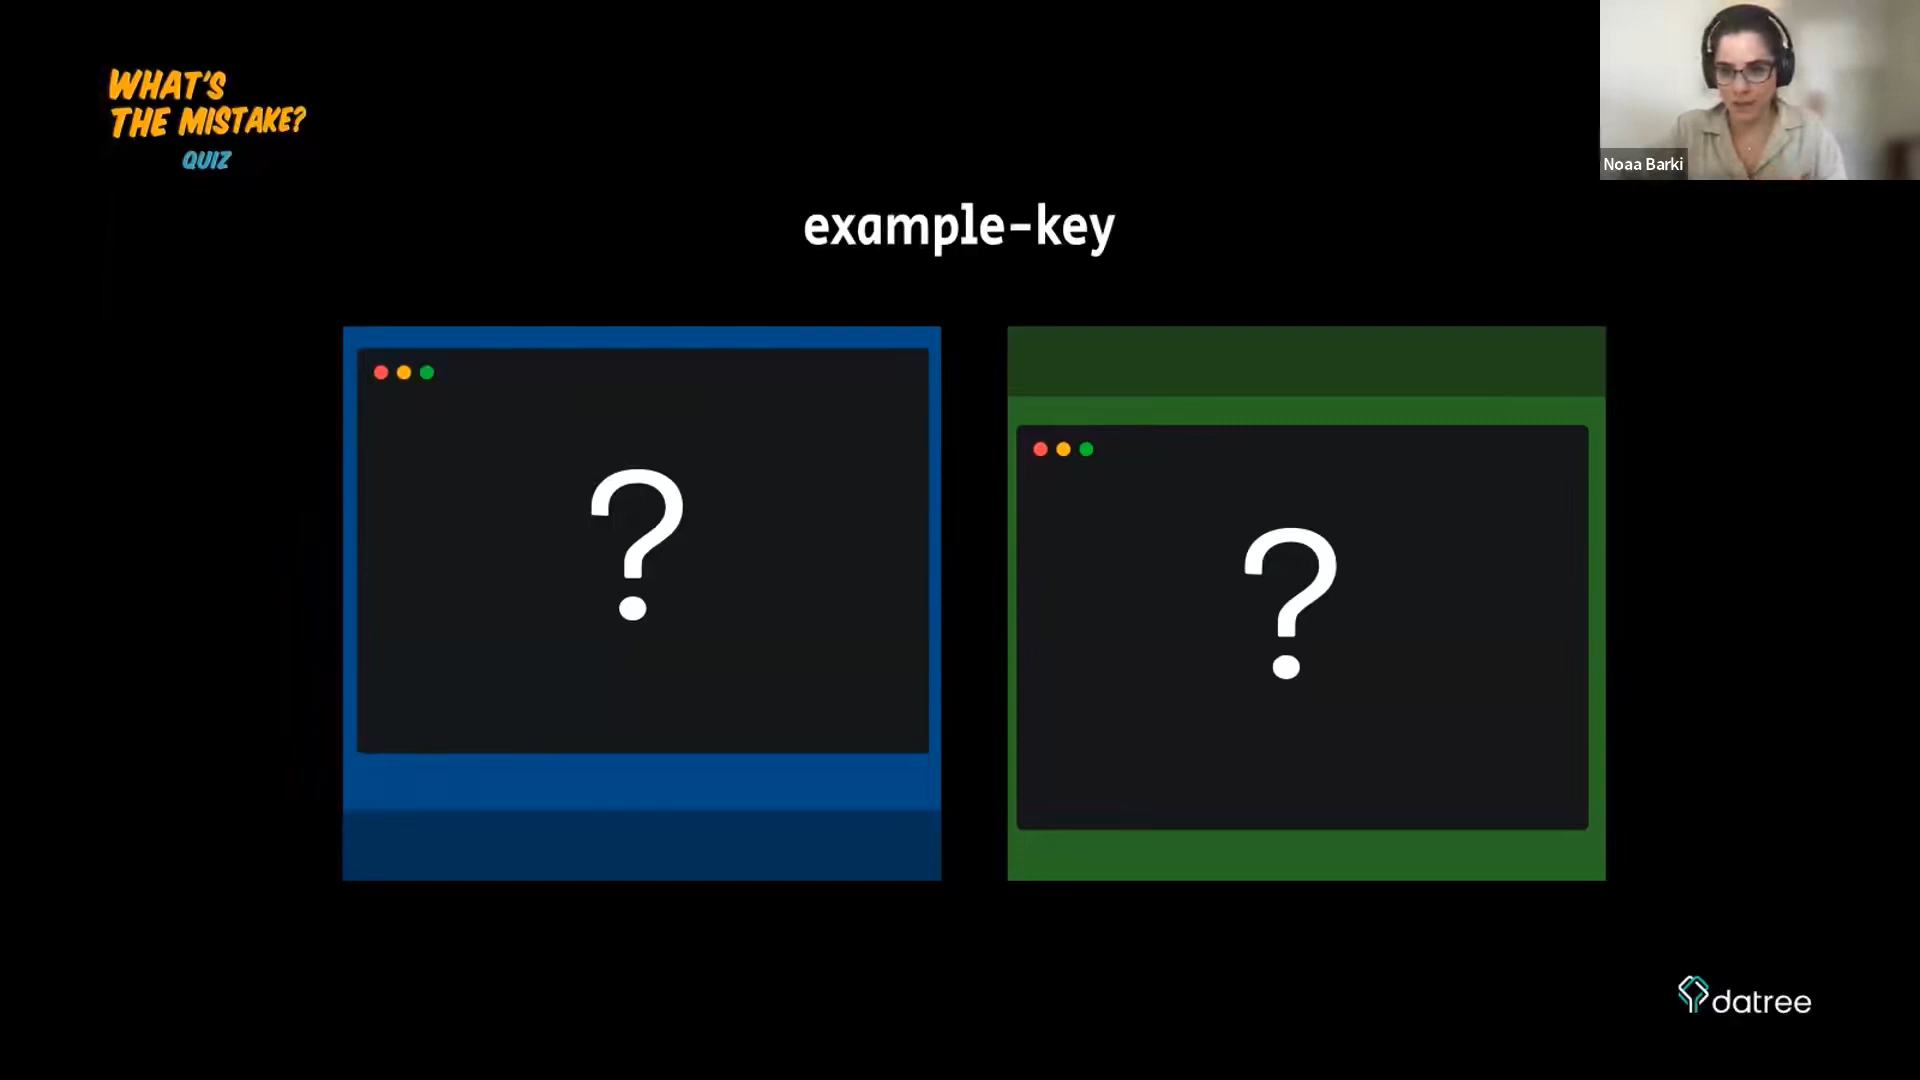 WHAT'S
THE MISTAKE?
QUIZ
Noaa Barki
example-key
?
?
datree